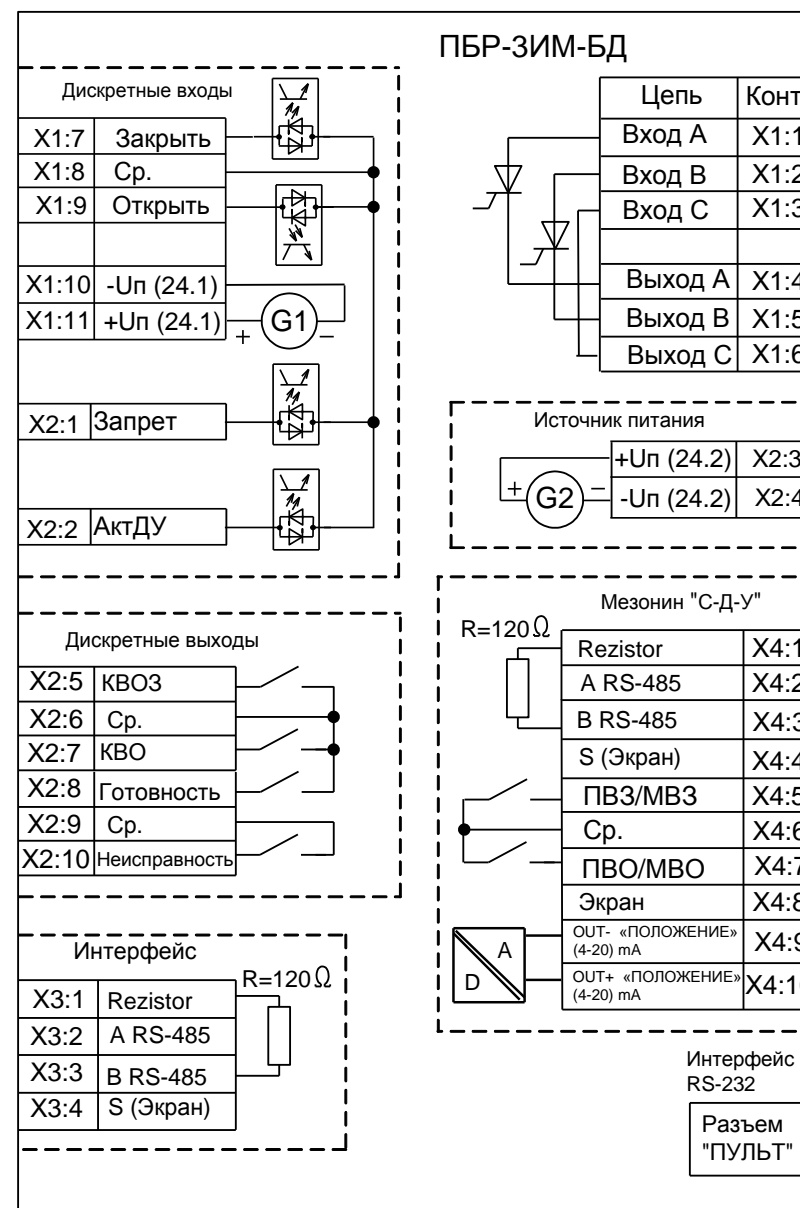 ПБР-3ИМ-БД
Дискретные входы
X1:7 Закрыть
X1:8 Ср.
X1:9 Открыть
X1:10 -Uп (24.1)
X1:11 +Uп (24.1)
+ G1 −
X2:1 Запрет
X2:2 АктДУ
Дискретные выходы
X2:5 КВОЗ
X2:6 Ср.
X2:7 КВО
X2:8 Готовность
X2:9 Ср.
X2:10 Неисправность
Интерфейс
R=120 Ω
X3:1 Rezistor
X3:2 A RS-485
X3:3 B RS-485
X3:4 S (Экран)
Цепь Конт
Вход A X1:1
Вход B X1:2
Вход C X1:3
Выход A X1:4
Выход B X1:5
Выход C X1:6
Источник питания
+Uп (24.2) X2:3
-Uп (24.2) X2:4
+ G2 −
Мезонин "С-Д-У"
R=120 Ω
Rezistor X4:1
A RS-485 X4:2
B RS-485 X4:3
S (Экран) X4:4
ПВЗ/МВЗ X4:5
Ср. X4:6
ПВО/МВО X4:7
Экран X4:8
OUT- «ПОЛОЖЕНИЕ» X4:9
(4-20) mA
OUT+ «ПОЛОЖЕНИЕ» X4:1
(4-20) mA
A
D
Интерфейс
RS-232
Разъем
"ПУЛЬТ"